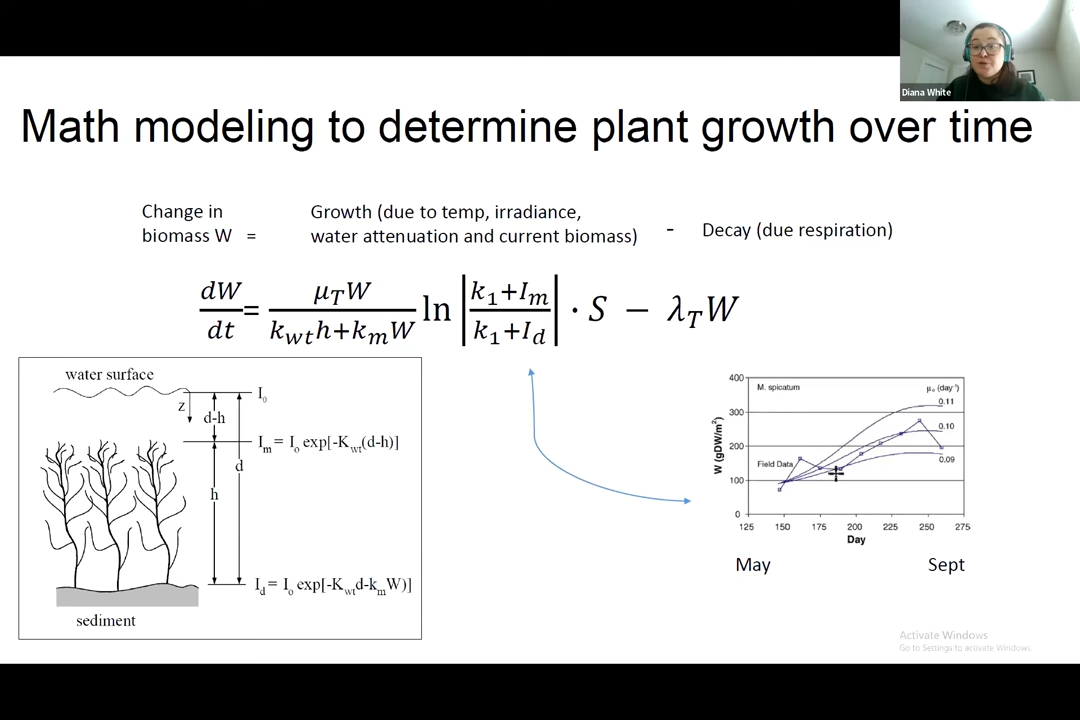 Diana White
Math modeling to determine plant growth over time
Change in
biomass W =
Growth (due to temp, irradiance,
water attenuation and current biomass)
-
Decay (due respiration)
dW/dt = μ_T W / (k_wt h + k_m W) ln |(k_1 + I_m)/(k_1 + I_d)| · S − λ_T W
water surface
z
d-h
I_o
I_m = I_o exp[-K_wt(d-h)]
d
h
I_d = I_o exp[-K_wt d-k_m W)]
sediment
M. spicatum
μ_o (day⁻¹)
0.11
0.10
0.09
Field Data
W (gDW/m²)
400
300
200
100
0
125 150 175 200 225 250 275
Day
May
Sept
Activate Windows
Go to Settings to activate Windows.